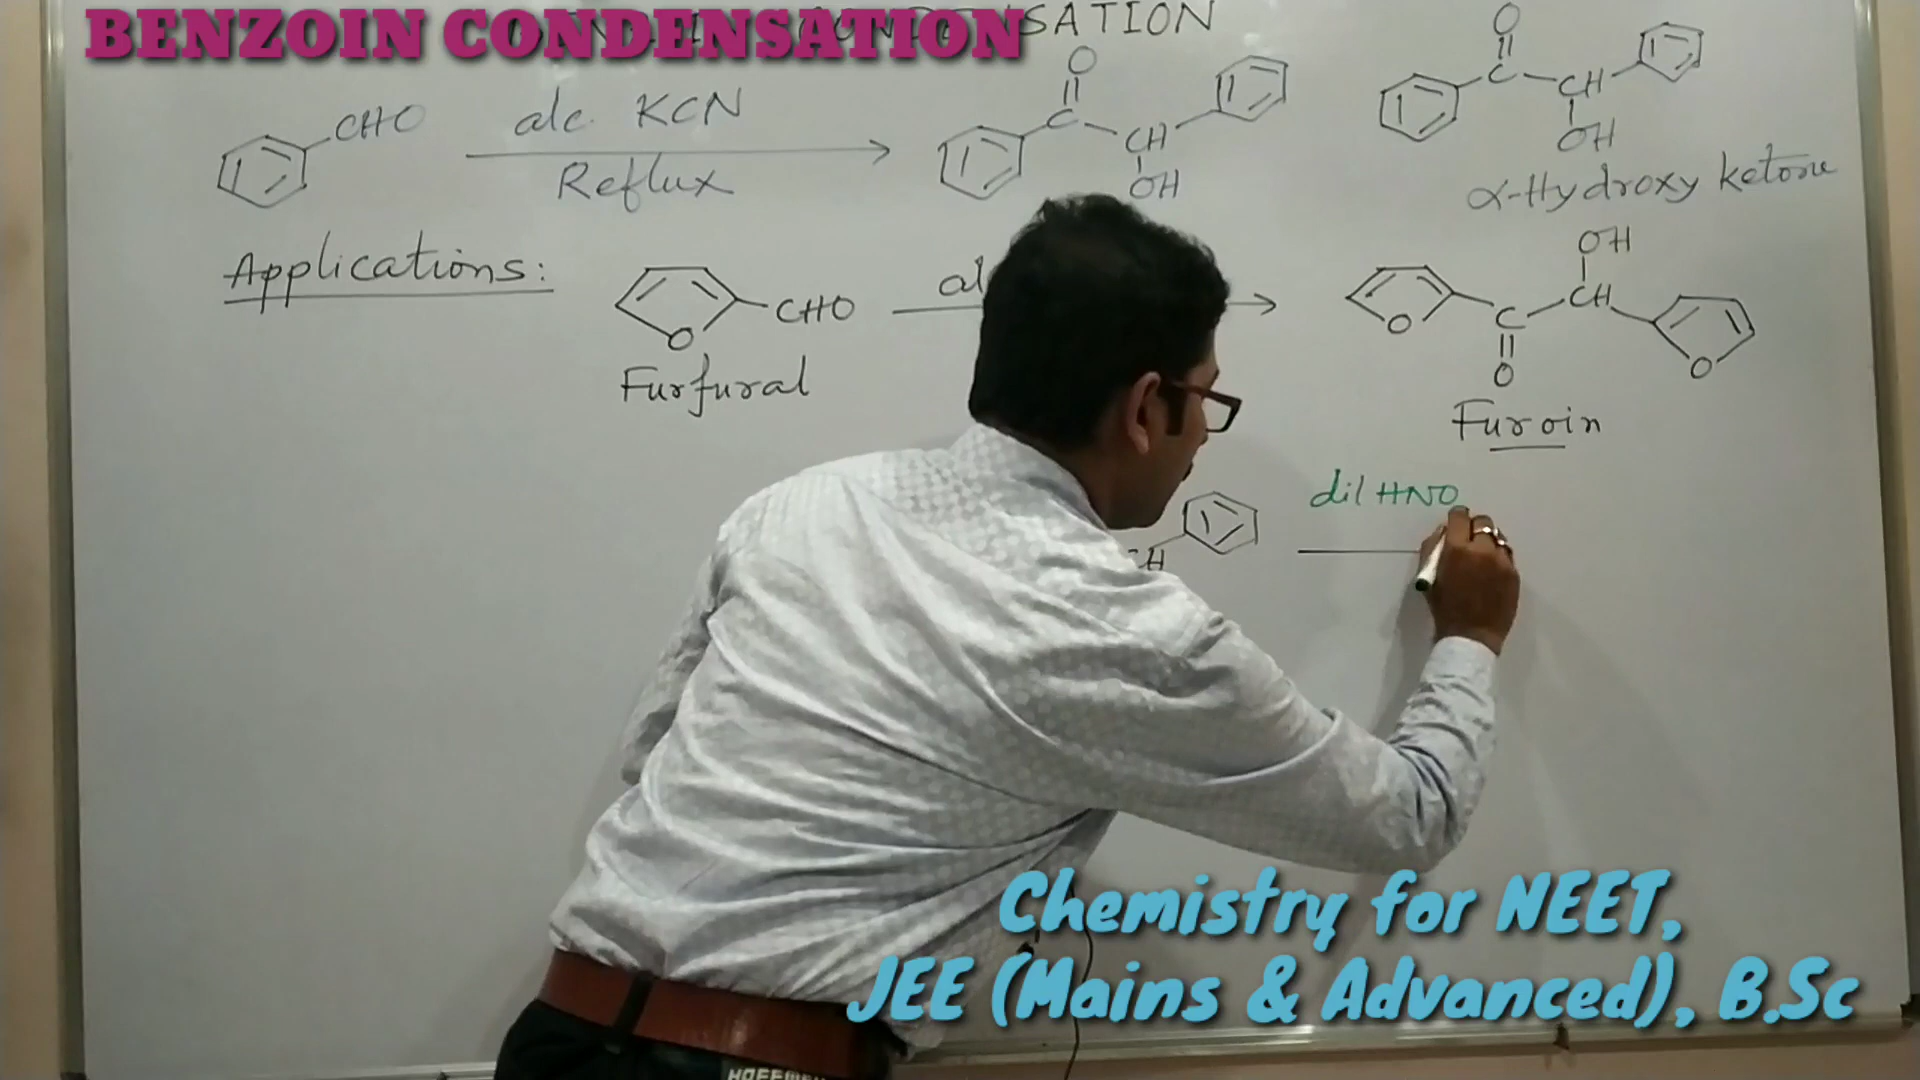 BENZOIN CONDENSATION
CHO
alc. KCN
Reflux
O
C
CH
OH
O
C
CH
OH
α-Hydroxy ketone
Applications:
O
CHO
Furfural
OH
O
C
CH
O
O
Furoin
CH
dil HNO
Chemistry for NEET,
JEE (Mains & Advanced), B.Sc